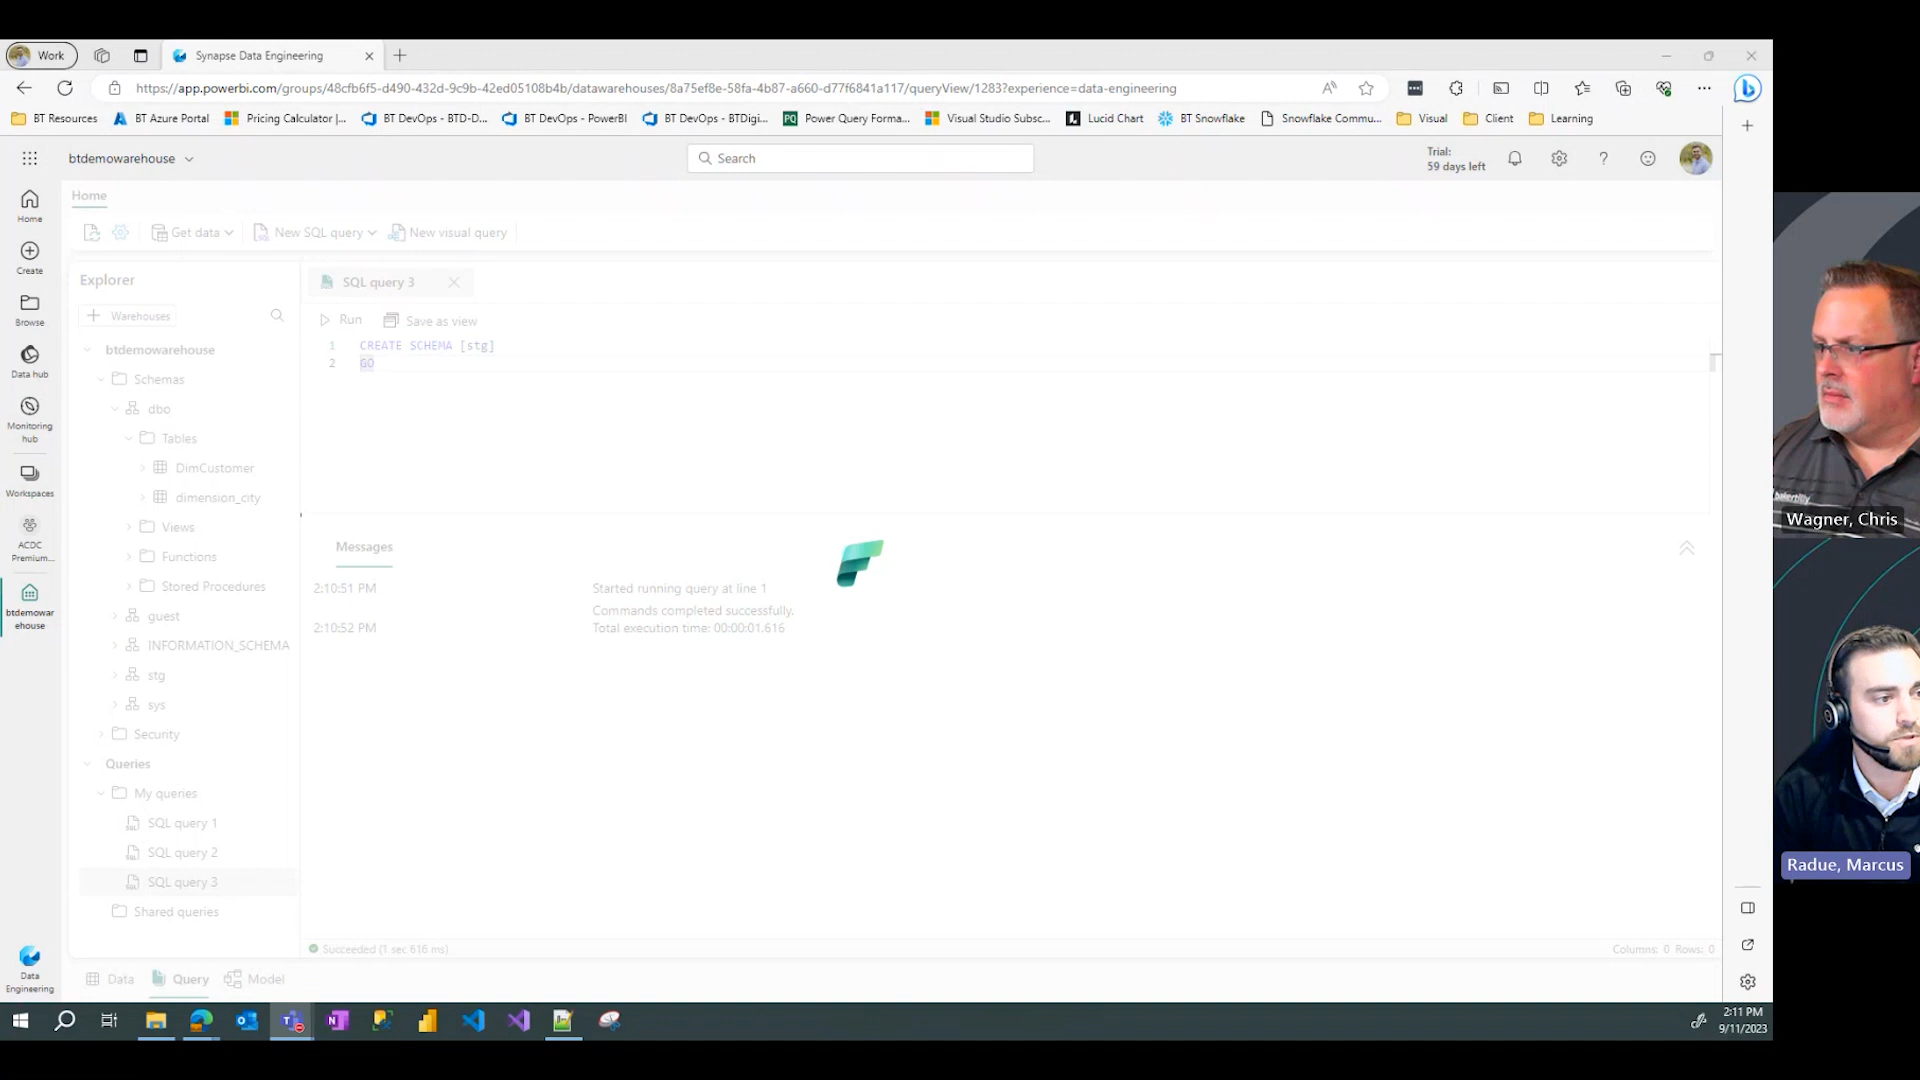 Work
Synapse Data Engineering
https://app.powerbi.com/groups/48cfb6f5-d490-432d-9c9b-42ed05108b4b/datawarehouses/8a75ef8e-58fa-4b87-a660-d77f6841a117/queryView/1283?experience=data-engineering
BT Resources
BT Azure Portal
Pricing Calculator |...
BT DevOps - BTD-D...
BT DevOps - PowerBI
BT DevOps - BTDigi...
PQ
Power Query Forma...
Visual Studio Subsc...
Lucid Chart
BT Snowflake
Snowflake Commu...
Visual
Client
Learning
btdemowarehouse
Search
Trial:
59 days left
Home
Create
Browse
Data hub
Monitoring
hub
Workspaces
ACDC
Premium...
btdemowar
ehouse
Data
Engineering
Home
Get data
New SQL query
New visual query
Explorer
Warehouses
btdemowarehouse
Schemas
dbo
Tables
DimCustomer
dimension_city
Views
Functions
Stored Procedures
guest
INFORMATION_SCHEMA
stg
sys
Security
Queries
My queries
SQL query 1
SQL query 2
SQL query 3
Shared queries
SQL query 3
Run
Save as view
1 CREATE SCHEMA [stg]
2 GO
Messages
2:10:51 PM Started running query at line 1
Commands completed successfully.
2:10:52 PM Total execution time: 00:00:01.616
Succeeded (1 sec 616 ms)
Columns: 0 Rows: 0
Data
Query
Model
bakertilly
Wagner, Chris
Radue, Marcus
2:11 PM
9/11/2023